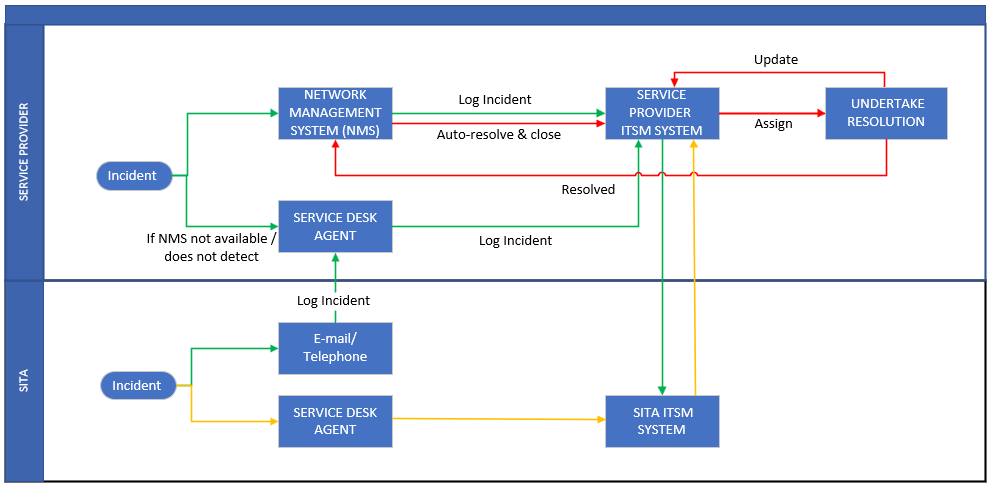 SERVICE PROVIDER
Update
NETWORK
MANAGEMENT
SYSTEM (NMS)
Log Incident
Auto-resolve & close
SERVICE
PROVIDER
ITSM SYSTEM
Assign
UNDERTAKE
RESOLUTION
Incident
Resolved
If NMS not available /
does not detect
SERVICE DESK
AGENT
Log Incident
SITA
Log Incident
E-mail/
Telephone
Incident
SERVICE DESK
AGENT
SITA ITSM
SYSTEM